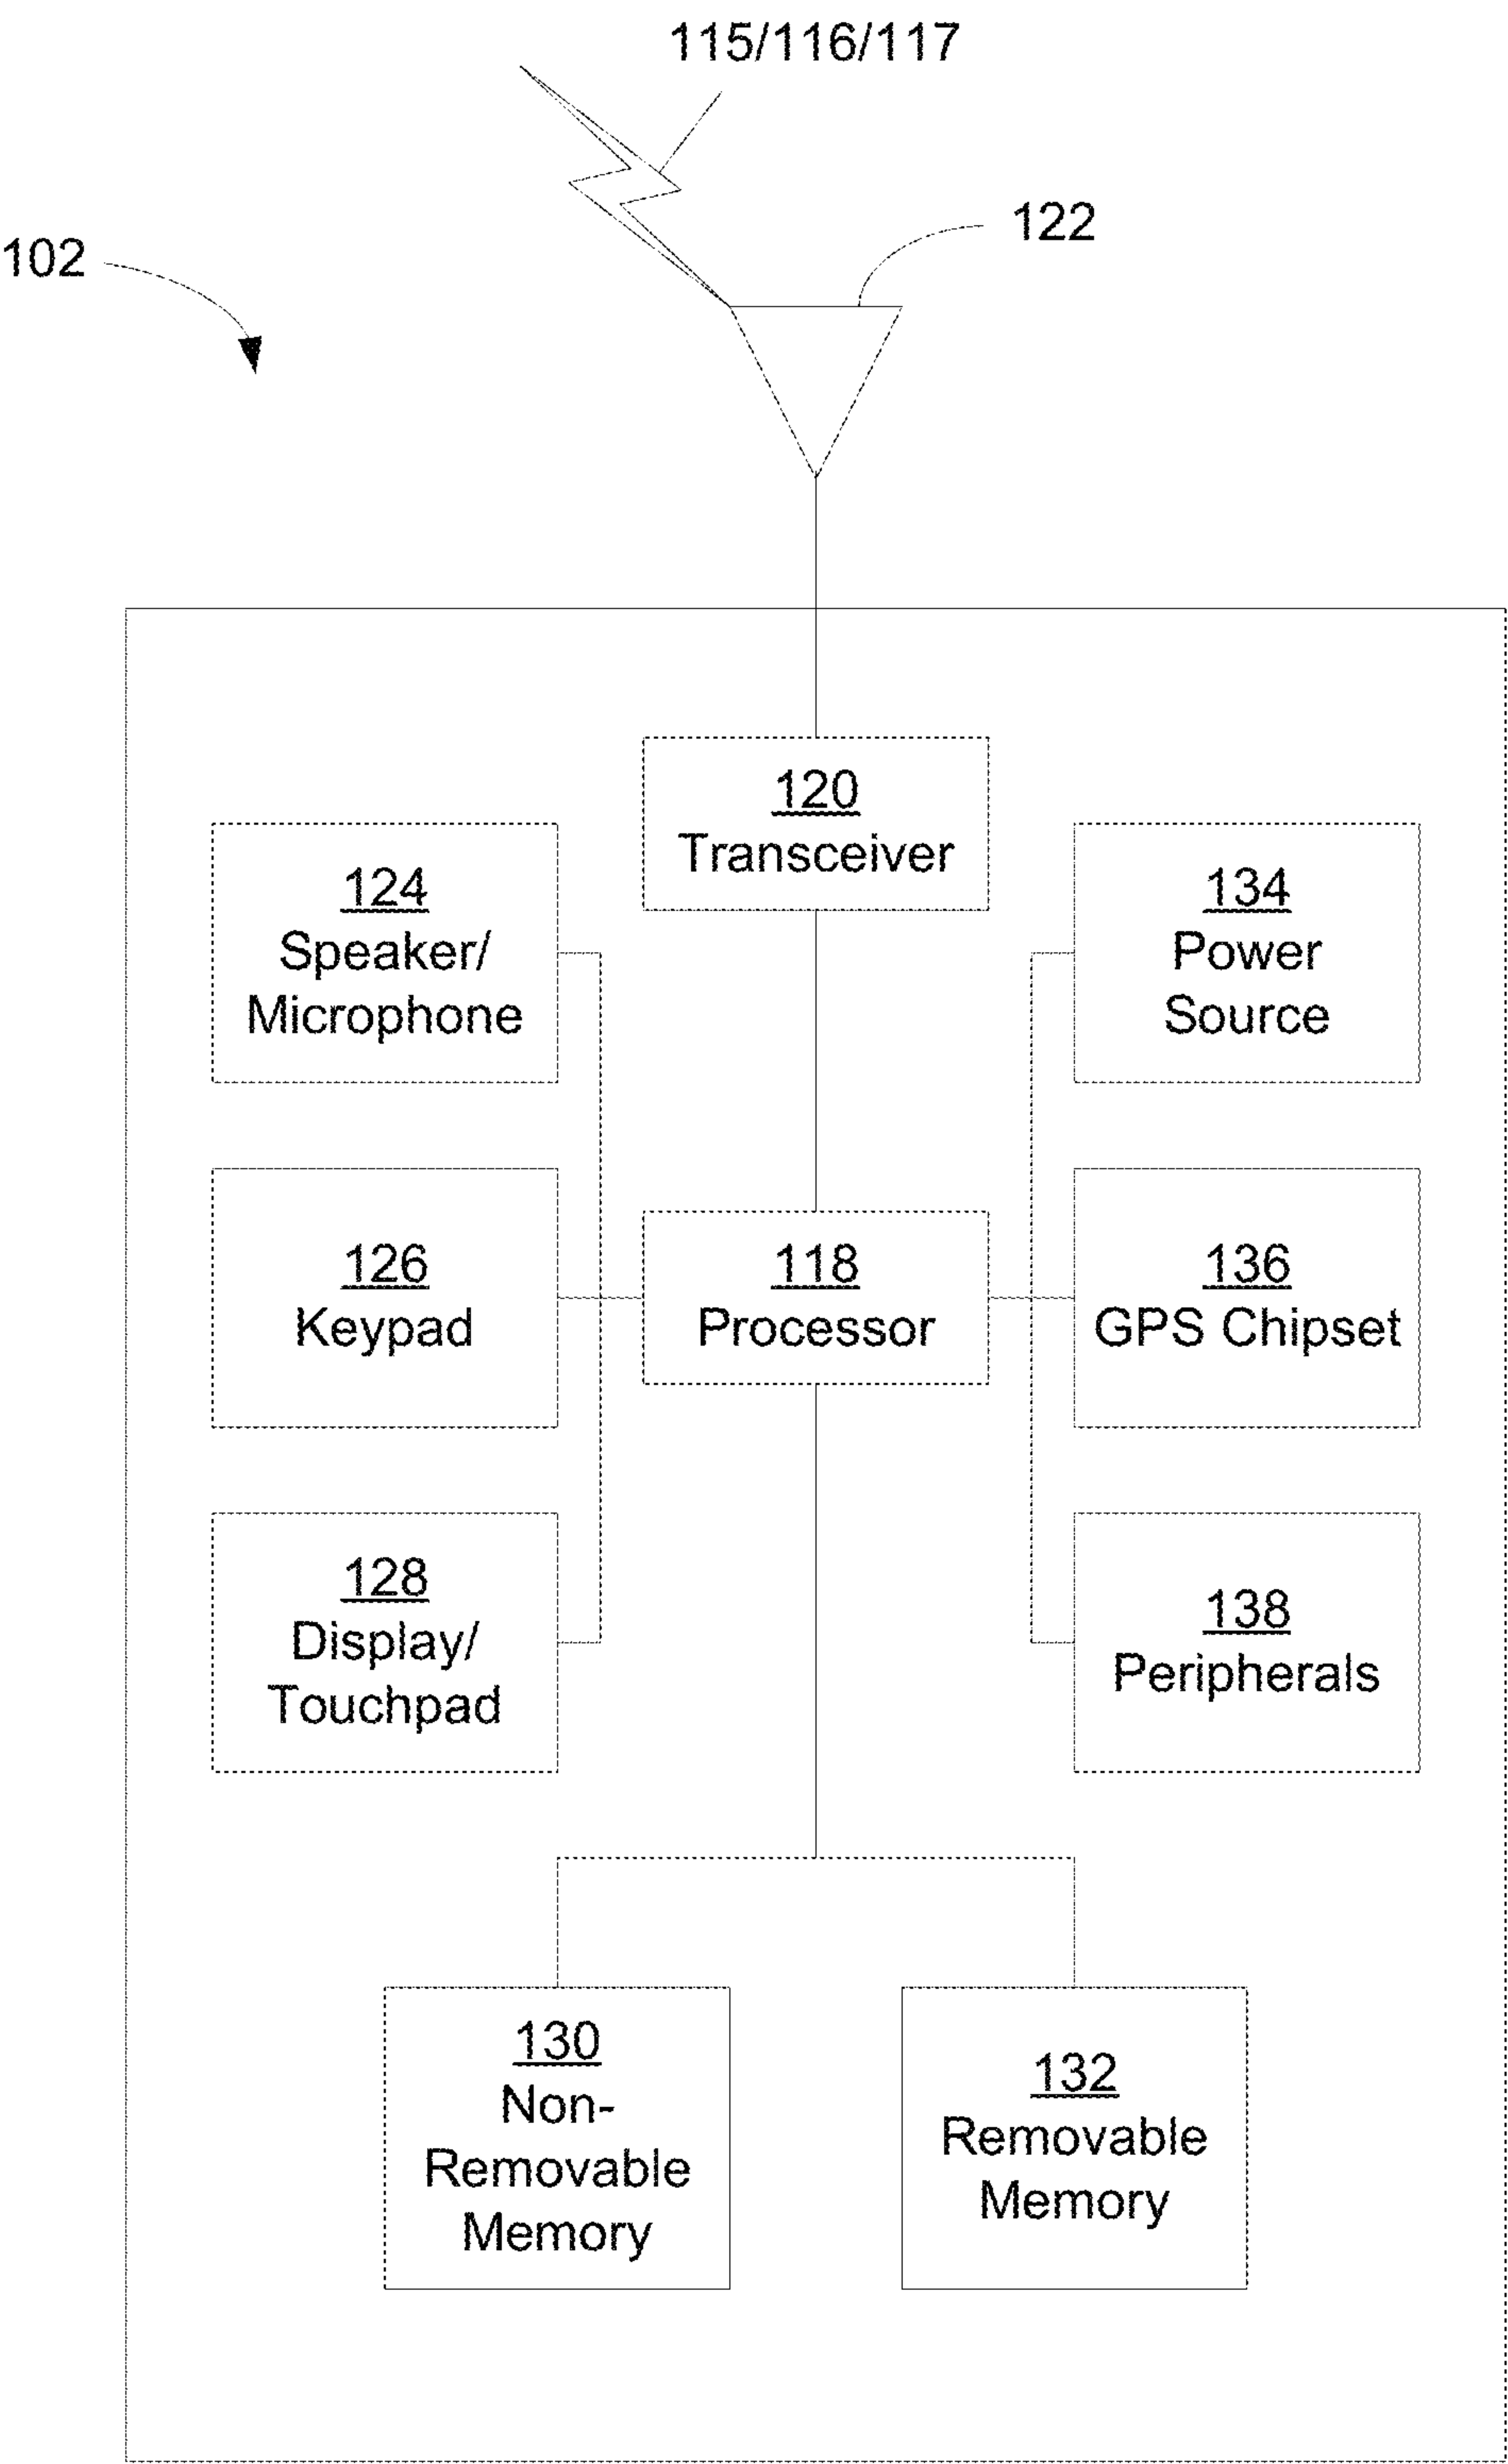 115/116/117
122
102
120
Transceiver
124
Speaker/
Microphone
134
Power
Source
126
Keypad
118
Processor
136
GPS Chipset
128
Display/
Touchpad
138
Peripherals
130
Non-
Removable
Memory
132
Removable
Memory